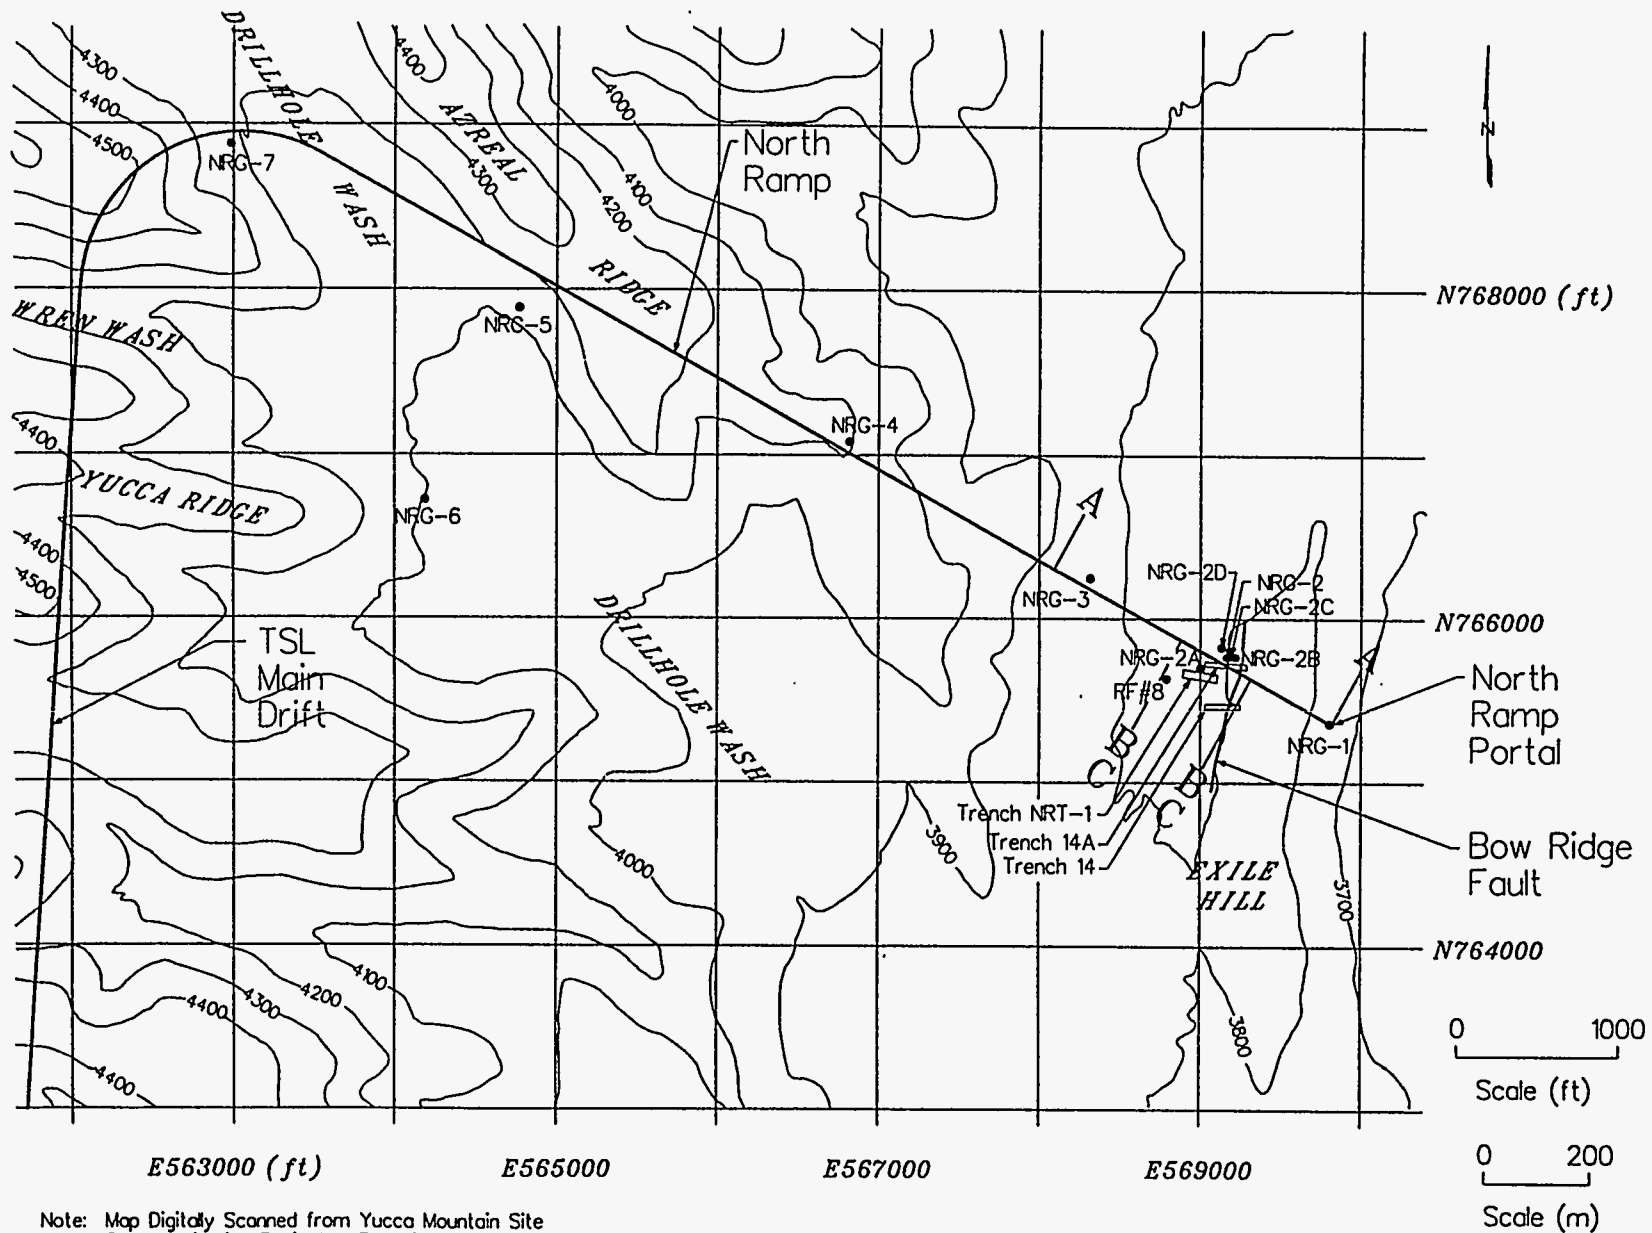 4300
4400
4500
DRILLHOLE
WASH
4400
AZREAL
RIDGE
4300
4000
4100
4200
North
Ramp
N
NRG-7
N768000 (ft)
WREN WASH
NRG-5
NRG-4
4400
YUCCA RIDGE
NRG-6
A
4400
4500
NRG-2D
NRG-2
NRG-2C
NRG-3
N766000
DRILLHOLE WASH
TSL
Main
Drift
NRG-2A
NRG-2B
A
RF#8
North
Ramp
Portal
NRG-1
B
C
B
C
Trench NRT-1
Trench 14A
Trench 14
3900
4000
Bow Ridge
Fault
EXILE
HILL
3700
N764000
4100
4200
4300
4400
4400
3800
0 1000
Scale (ft)
E563000 (ft)
E565000
E567000
E569000
0 200
Scale (m)
Note: Map Digitally Scanned from Yucca Mountain Site